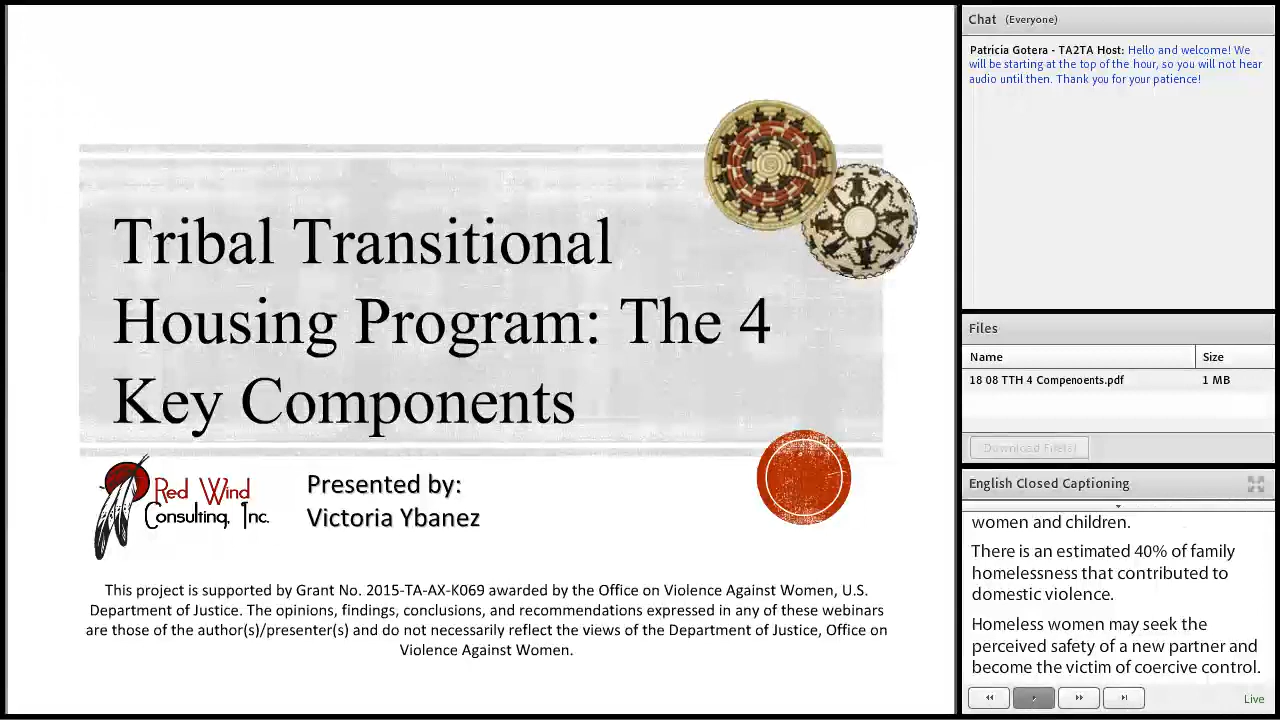 Tribal Transitional
Housing Program: The 4
Key Components
Red Wind
Consulting, Inc.
Presented by:
Victoria Ybanez
This project is supported by Grant No. 2015-TA-AX-K069 awarded by the Office on Violence Against Women, U.S.
Department of Justice. The opinions, findings, conclusions, and recommendations expressed in any of these webinars
are those of the author(s)/presenter(s) and do not necessarily reflect the views of the Department of Justice, Office on
Violence Against Women.
Chat (Everyone)
Patricia Gotera - TA2TA Host: Hello and welcome! We
will be starting at the top of the hour, so you will not hear
audio until then. Thank you for your patience!
Files
Name Size
18 08 TTH 4 Compenoents.pdf 1 MB
Download File(s)
English Closed Captioning
women and children.
There is an estimated 40% of family
homelessness that contributed to
domestic violence.
Homeless women may seek the
perceived safety of a new partner and
become the victim of coercive control.
Live